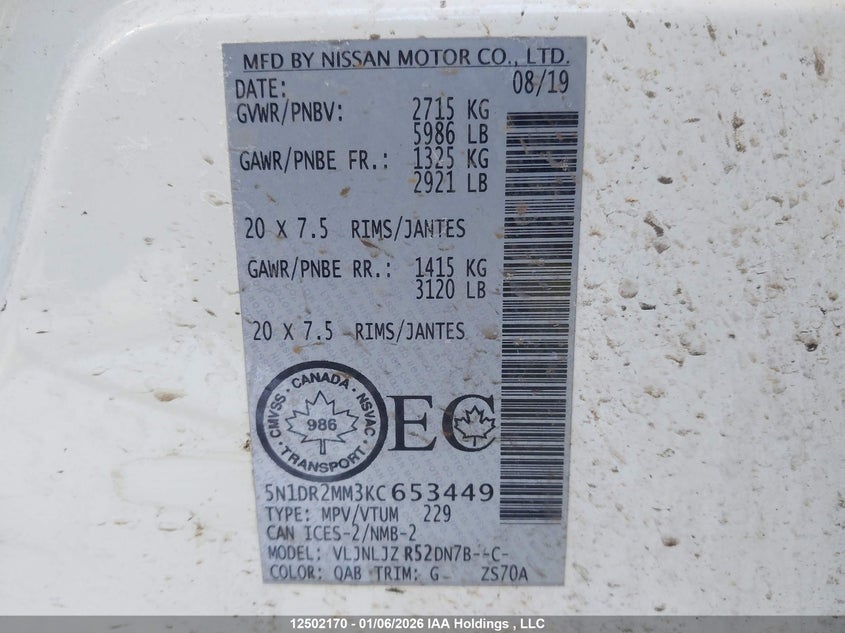 MFD BY NISSAN MOTOR CO., LTD.
DATE: 08/19
GVWR/PNBV: 2715 KG
5986 LB
GAWR/PNBE FR.: 1325 KG
2921 LB
20 X 7.5 RIMS/JANTES
GAWR/PNBE RR.: 1415 KG
3120 LB
20 X 7.5 RIMS/JANTES
CANADA
CMVSS NSVAC
986
TRANSPORT
EC
5N1DR2MM3KC653449
TYPE: MPV/VTUM 229
CAN ICES-2/NMB-2
MODEL: VLJNLJZ R52DN7B--C-
COLOR: QAB TRIM: G ZS70A
12502170 - 01/06/2026 IAA Holdings , LLC